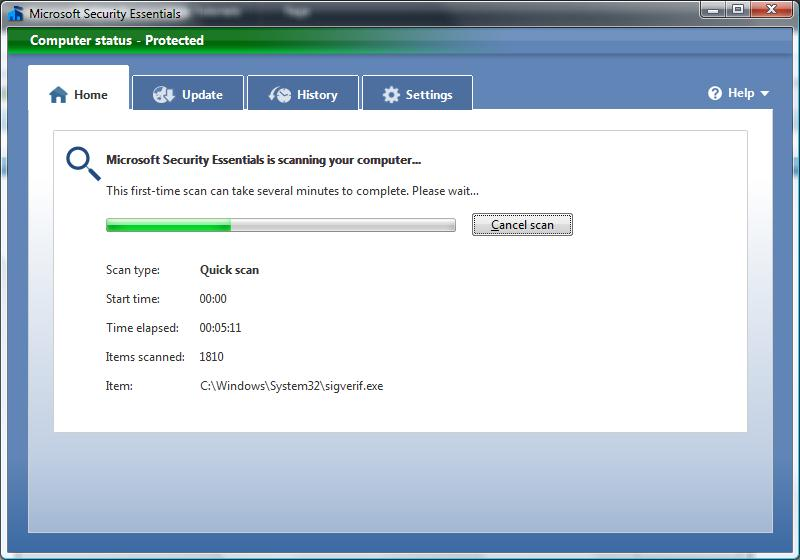 Microsoft Security Essentials
Computer status - Protected
Home
Update
History
Settings
Help
Microsoft Security Essentials is scanning your computer...
This first-time scan can take several minutes to complete. Please wait...
Cancel scan
Scan type: Quick scan
Start time: 00:00
Time elapsed: 00:05:11
Items scanned: 1810
Item: C:\Windows\System32\sigverif.exe